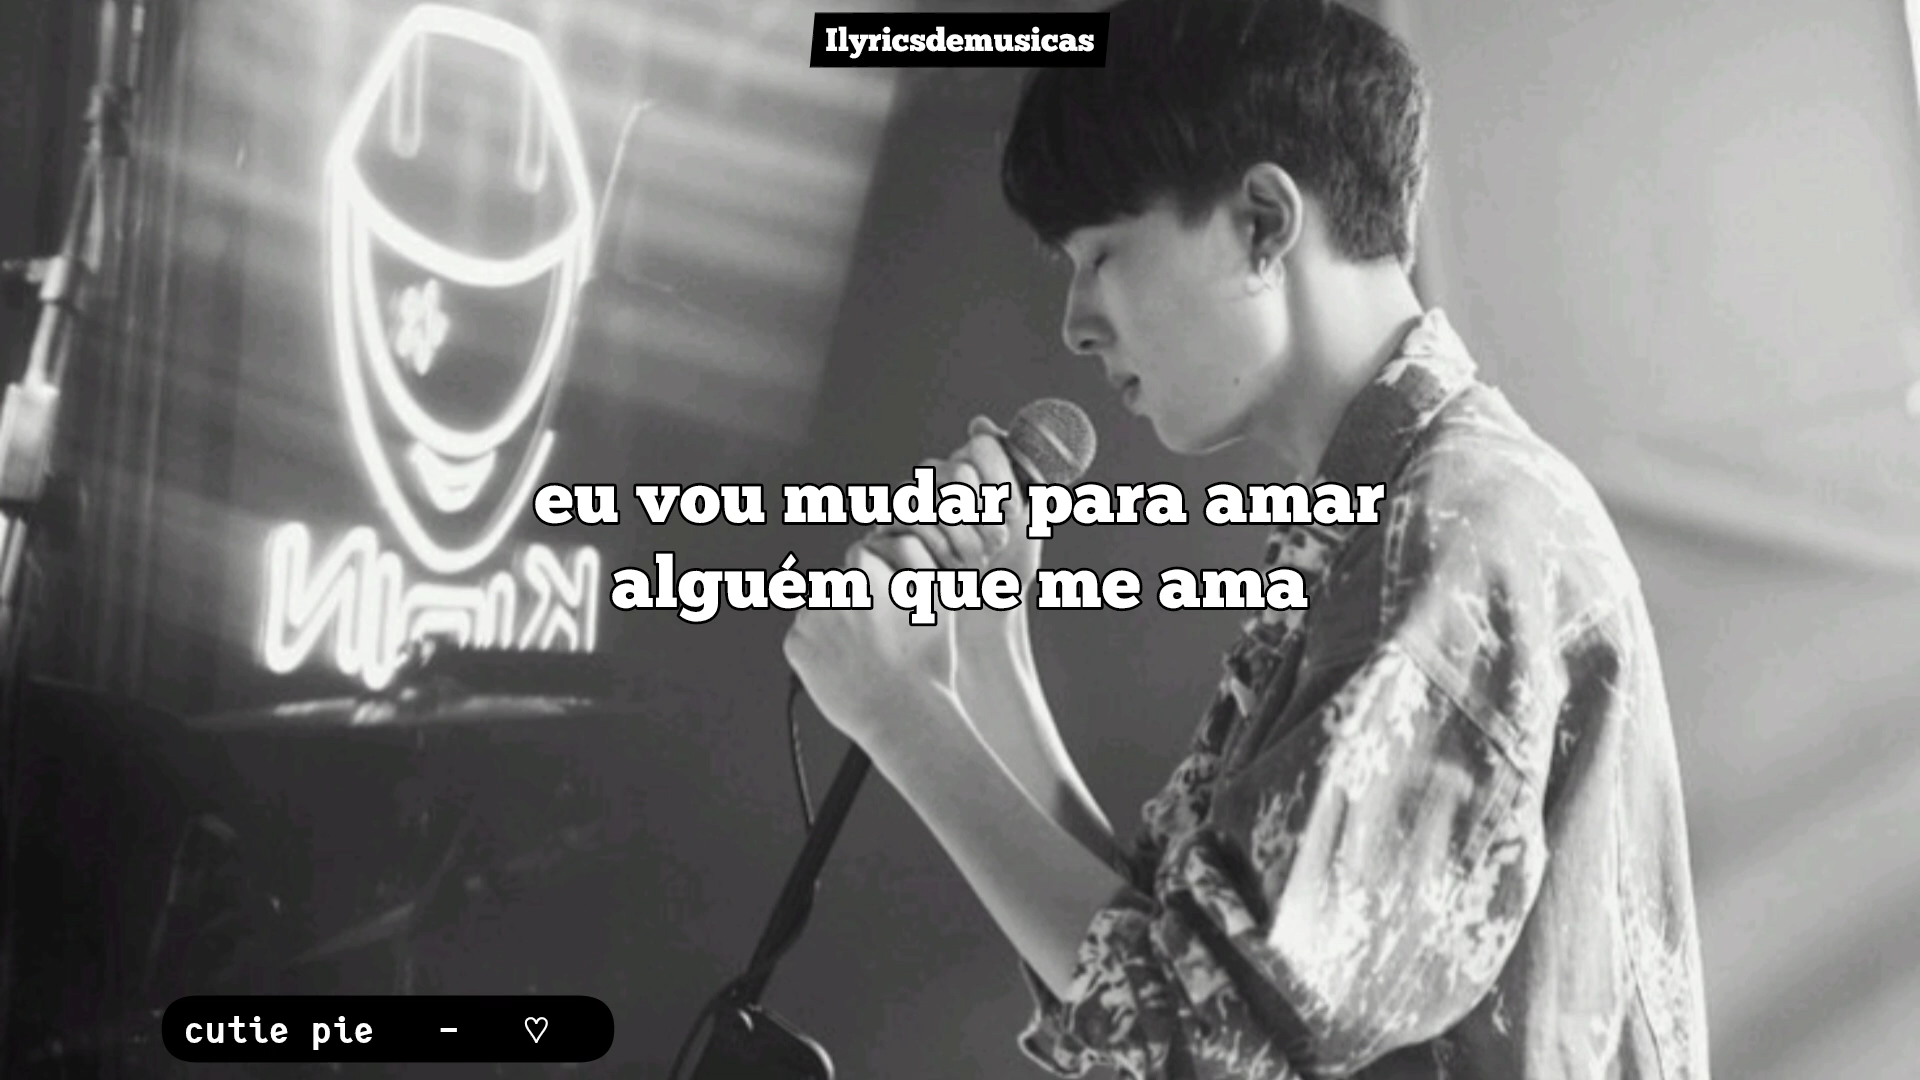 Ilyricsdemusicas
eu vou mudar para amar
alguém que me ama
cutie pie - ♡